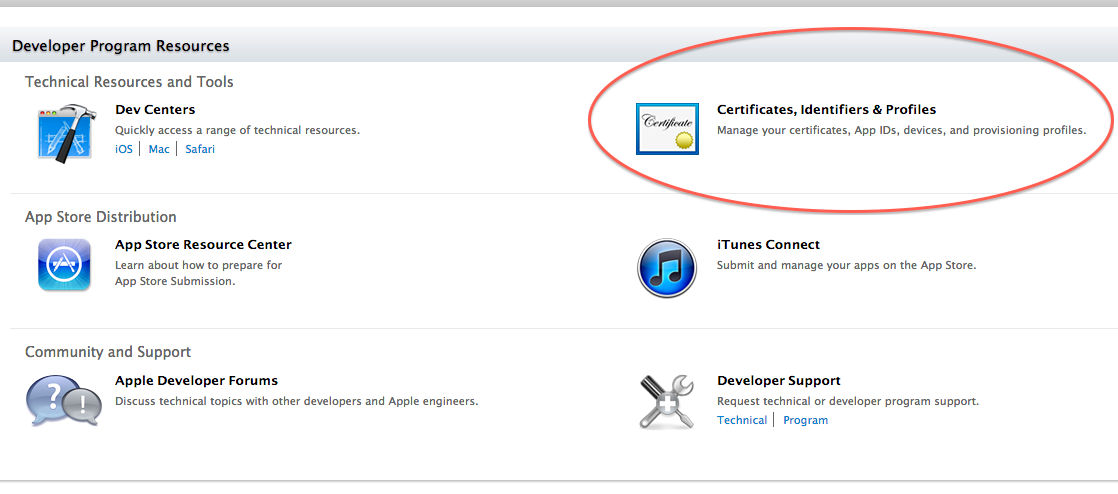 Developer Program Resources
Technical Resources and Tools
Dev Centers
Quickly access a range of technical resources.
iOS | Mac | Safari
Certificate
Certificates, Identifiers & Profiles
Manage your certificates, App IDs, devices, and provisioning profiles.
App Store Distribution
App Store Resource Center
Learn about how to prepare for
App Store Submission.
iTunes Connect
Submit and manage your apps on the App Store.
Community and Support
?
!
Apple Developer Forums
Discuss technical topics with other developers and Apple engineers.
Developer Support
Request technical or developer program support.
Technical | Program